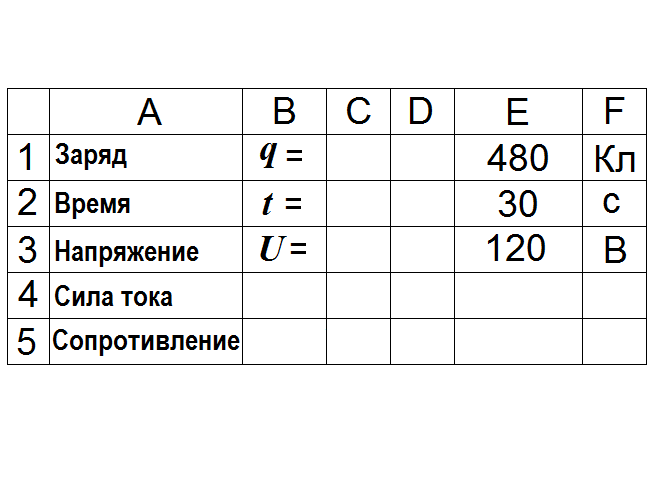 A B C D E F
1 Заряд q = 480 Кл
2 Время t = 30 с
3 Напряжение U = 120 В
4 Сила тока
5 Сопротивление